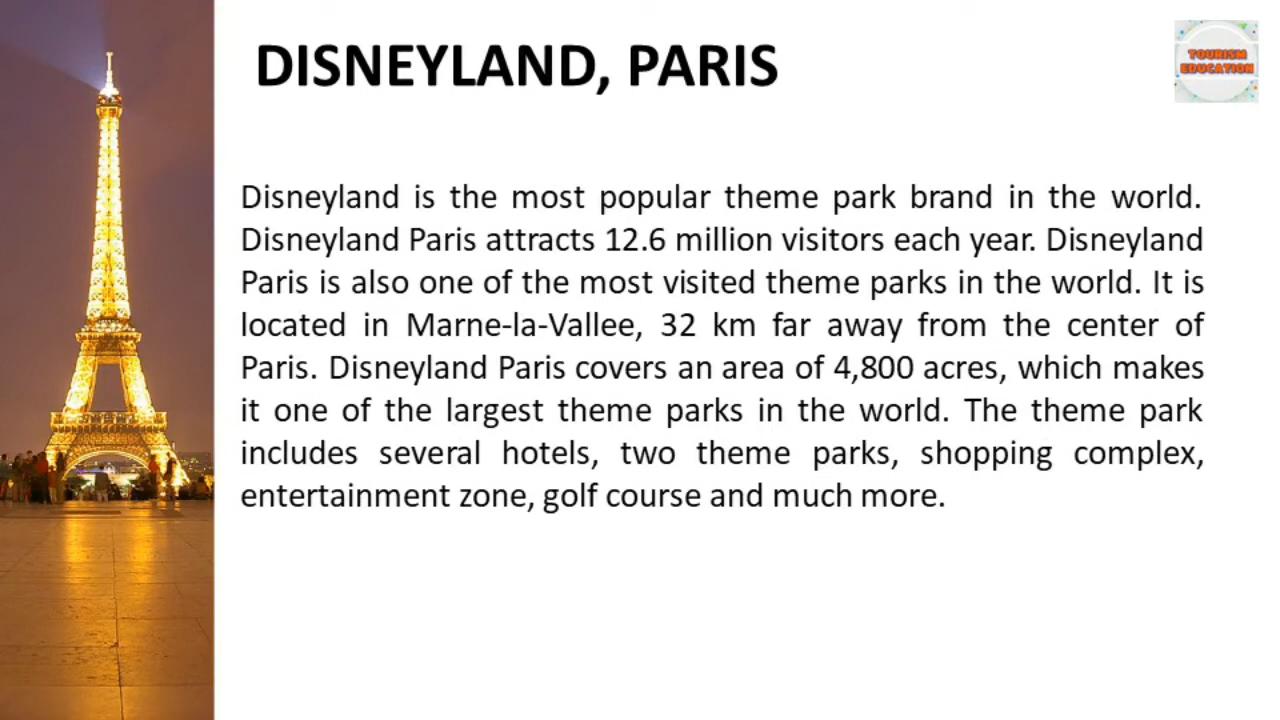 DISNEYLAND, PARIS
TOURISM
EDUCATION
Disneyland is the most popular theme park brand in the world.
Disneyland Paris attracts 12.6 million visitors each year. Disneyland
Paris is also one of the most visited theme parks in the world. It is
located in Marne-la-Vallee, 32 km far away from the center of
Paris. Disneyland Paris covers an area of 4,800 acres, which makes
it one of the largest theme parks in the world. The theme park
includes several hotels, two theme parks, shopping complex,
entertainment zone, golf course and much more.